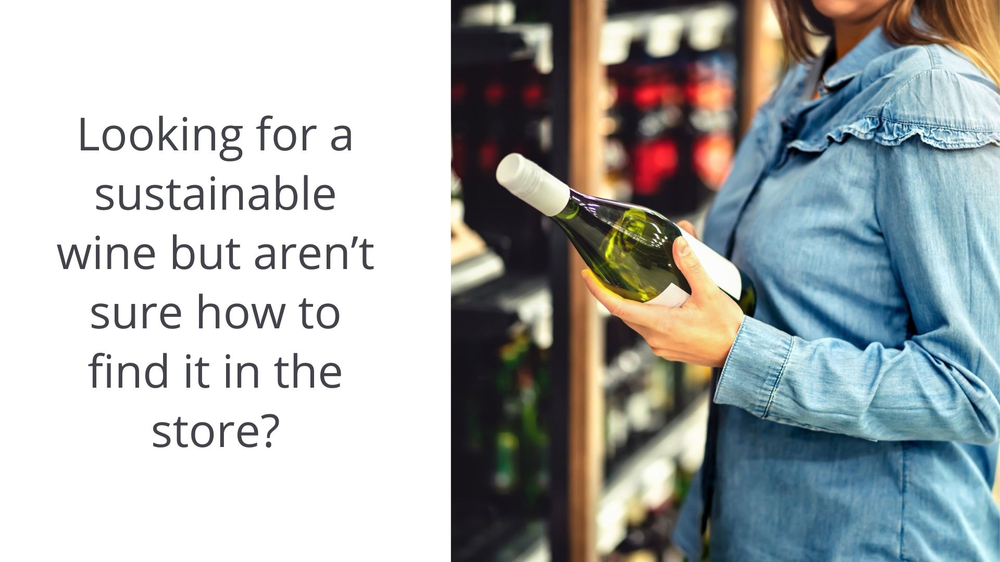 Looking for a
sustainable
wine but aren’t
sure how to
find it in the
store?